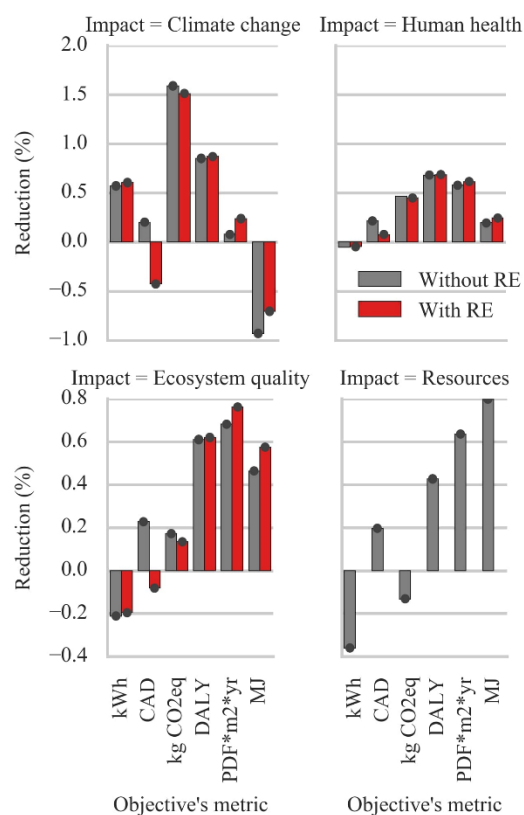 Impact = Climate change
Impact = Human health
Reduction (%)
2.0
1.5
1.0
0.5
0.0
−0.5
−1.0
Without RE
With RE
Impact = Ecosystem quality
Impact = Resources
Reduction (%)
0.8
0.6
0.4
0.2
0.0
−0.2
−0.4
kWh
CAD
kg CO2eq
DALY
PDF*m2*yr
MJ
kWh
CAD
kg CO2eq
DALY
PDF*m2*yr
MJ
Objective's metric
Objective's metric